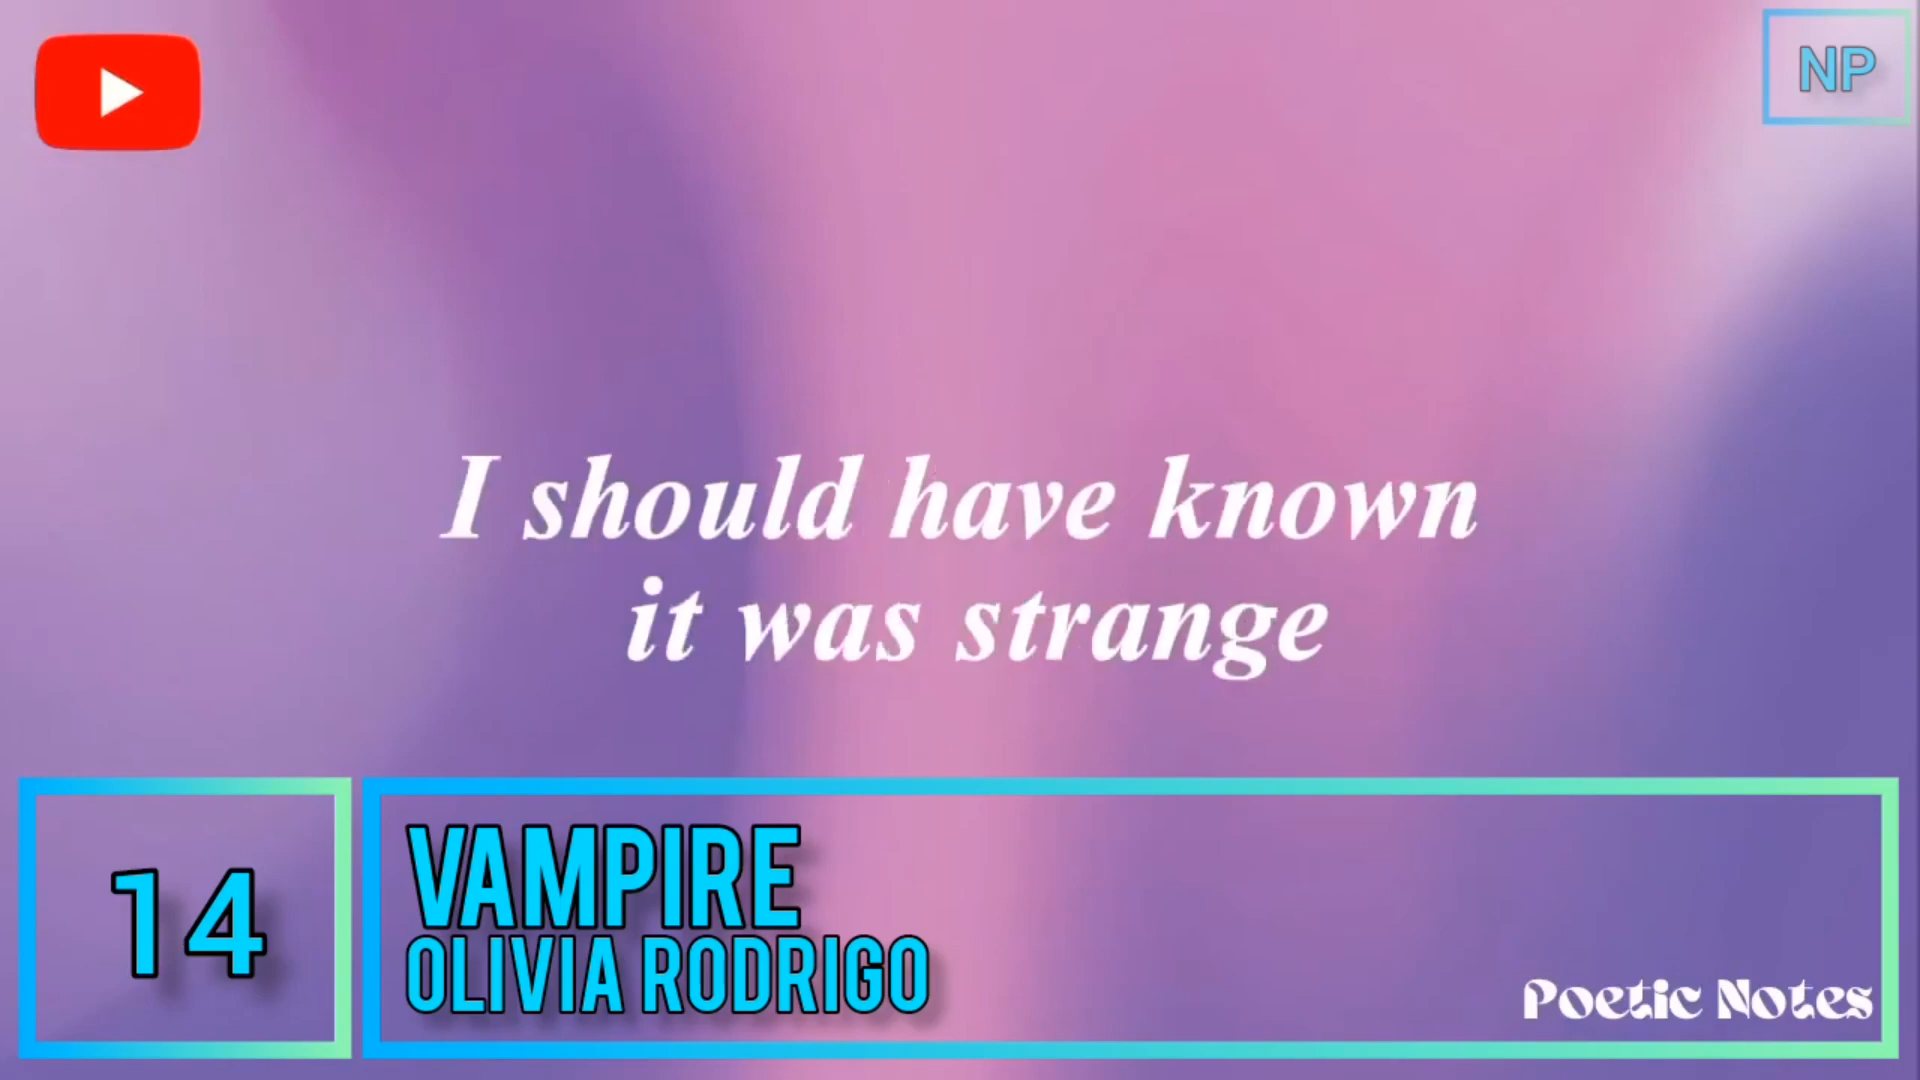 NP
I should have known
it was strange
14
VAMPIRE
OLIVIA RODRIGO
Poetic Notes